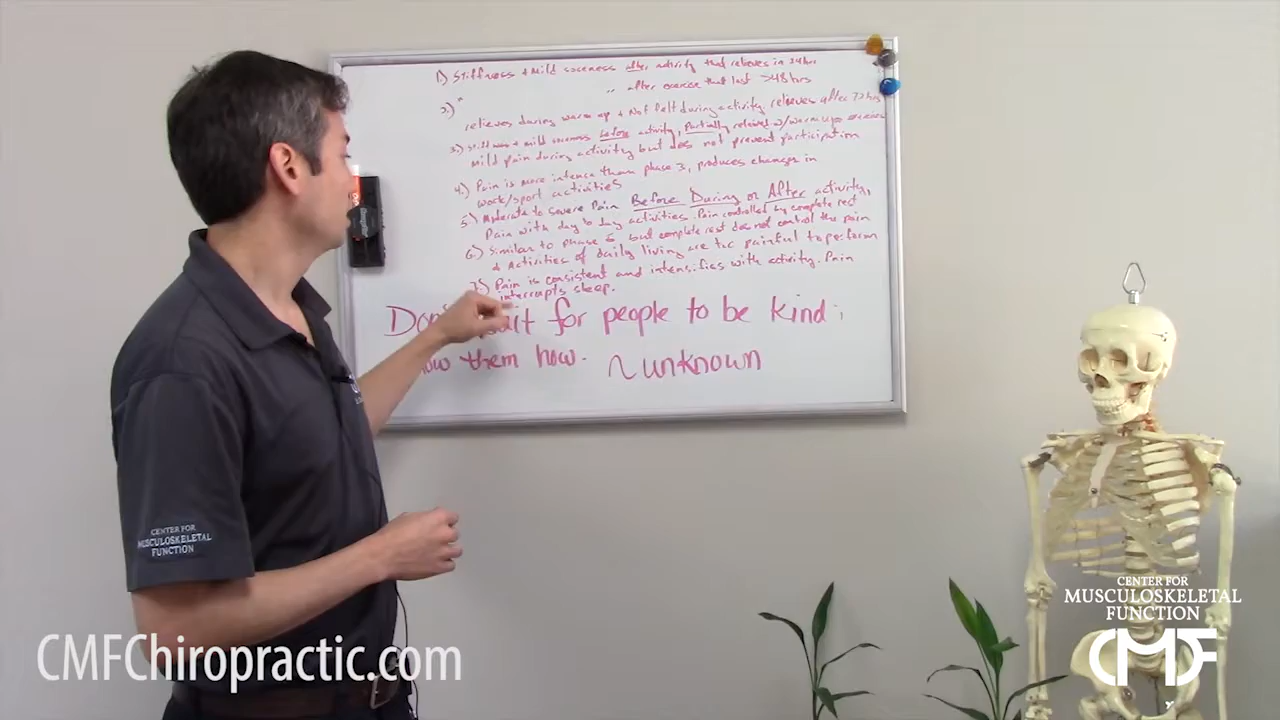 1.) Stiffness + Mild soreness after activity that relieves in 24hrs
" after exercise that last >48hrs
2.) "
relieves during warm up + Not felt during activity relieves after 72hrs
3.) Stiffness + mild soreness before activity, Partially relieved w/warmup
mild pain during activity but does not prevent participation
4.) Pain is more intence than phase 3, produces changes in
work/sport activities
5.) Moderate to severe Pain Before During or After activity,
Pain with day to day activities. Pain controlled by complete rest
6.) Similar to phase 5 but complete rest does not control the pain
+ Activities of daily living are too painful to perform
7.) Pain is consistent and intensifies with activity. Pain
interrupts sleep.
for people to be kind;
them how. ~unknown
CENTER FOR
MUSCULOSKELETAL
FUNCTION
CMFChiropractic.com
CENTER FOR
MUSCULOSKELETAL
FUNCTION
CMF